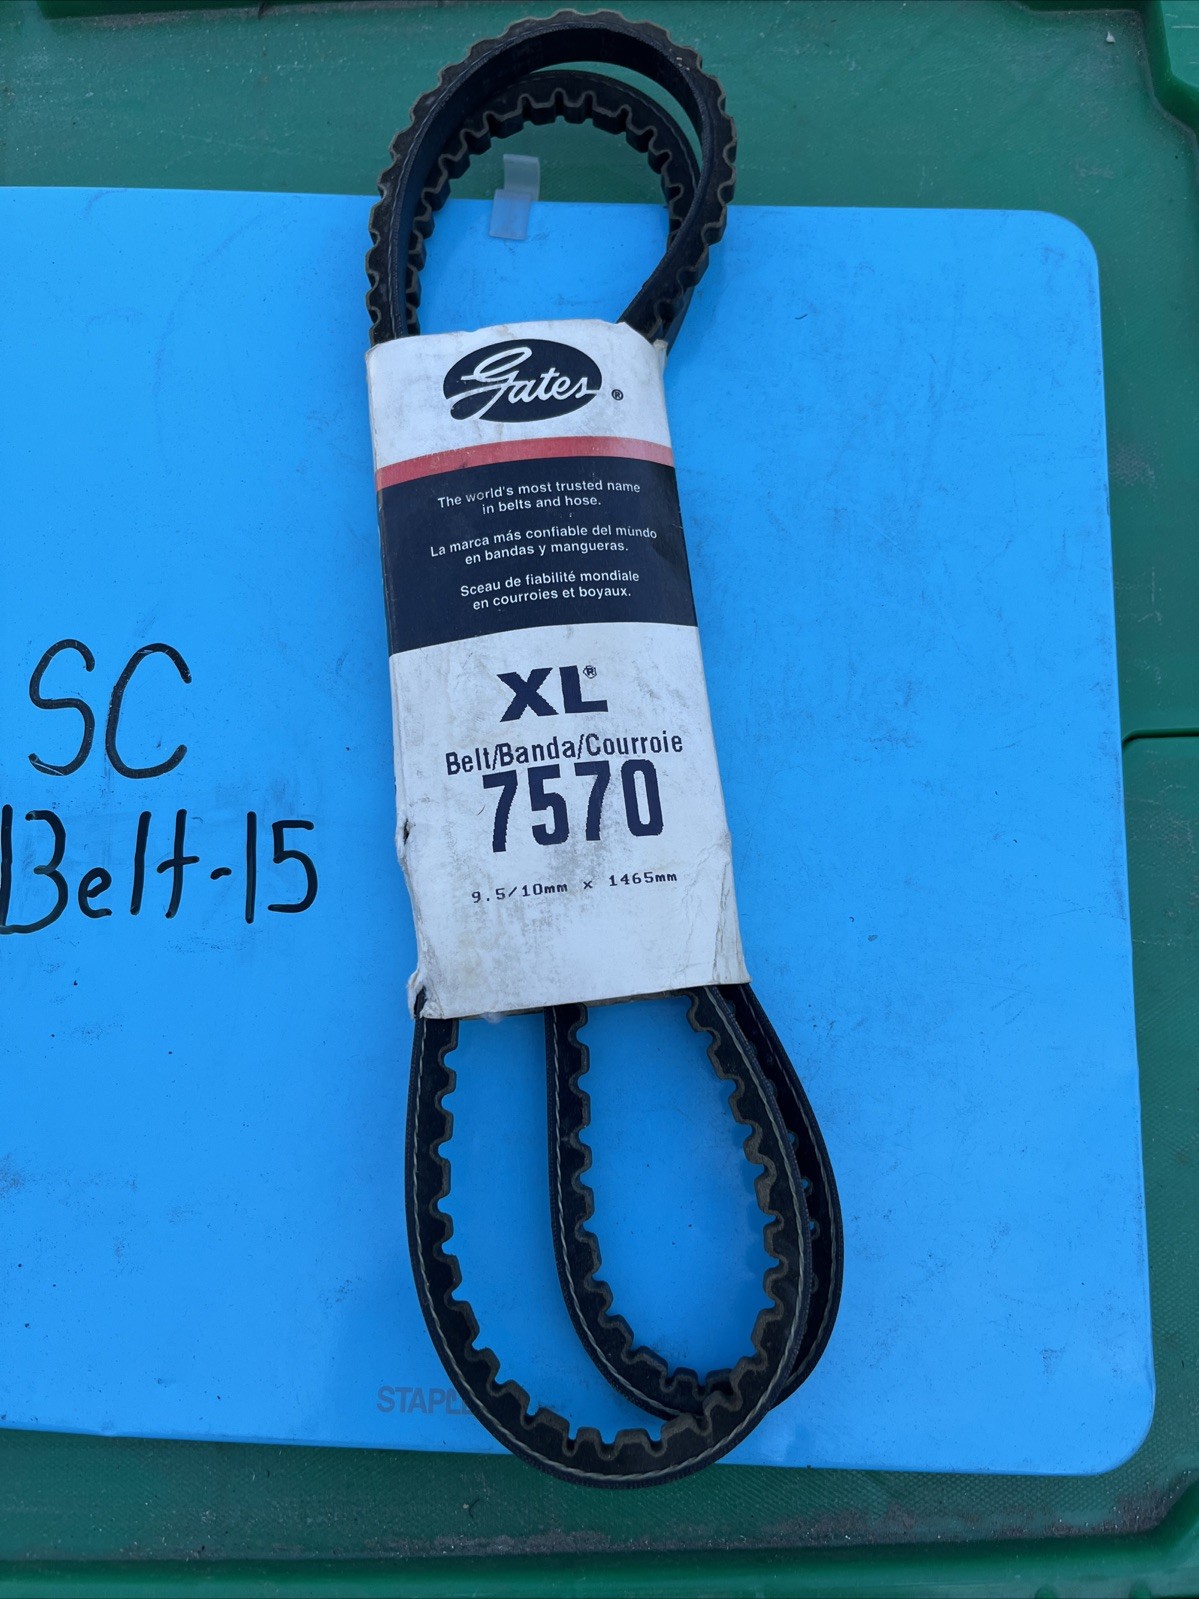 Gates®
The world's most trusted name
in belts and hose.
La marca más confiable del mundo
en bandas y mangueras.
Sceau de fiabilité mondiale
en courroies et boyaux.
XL®
Belt/Banda/Courroie
7570
9.5/10mm x 1465mm
SC
Belt-15